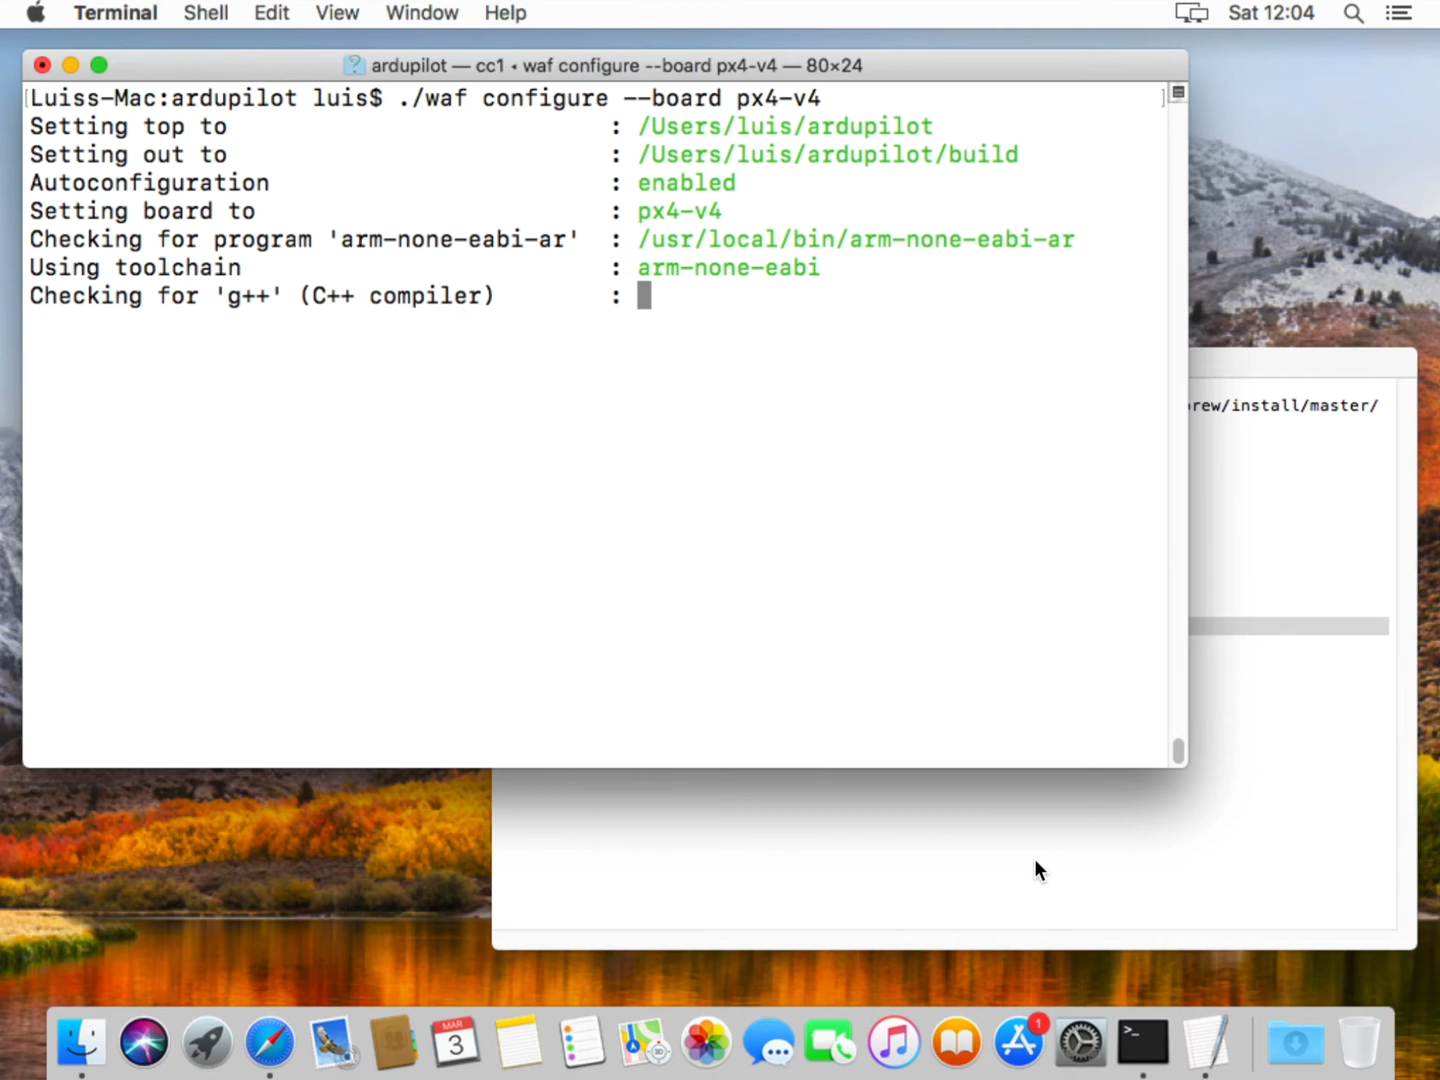 Terminal Shell Edit View Window Help Sat 12:04
ardupilot — cc1 ◂ waf configure --board px4-v4 — 80×24
[Luiss-Mac:ardupilot luis$ ./waf configure --board px4-v4 ]
Setting top to : /Users/luis/ardupilot
Setting out to : /Users/luis/ardupilot/build
Autoconfiguration : enabled
Setting board to : px4-v4
Checking for program 'arm-none-eabi-ar' : /usr/local/bin/arm-none-eabi-ar
Using toolchain : arm-none-eabi
Checking for 'g++' (C++ compiler) :
rew/install/master/
MAR
3
3D
1
>_